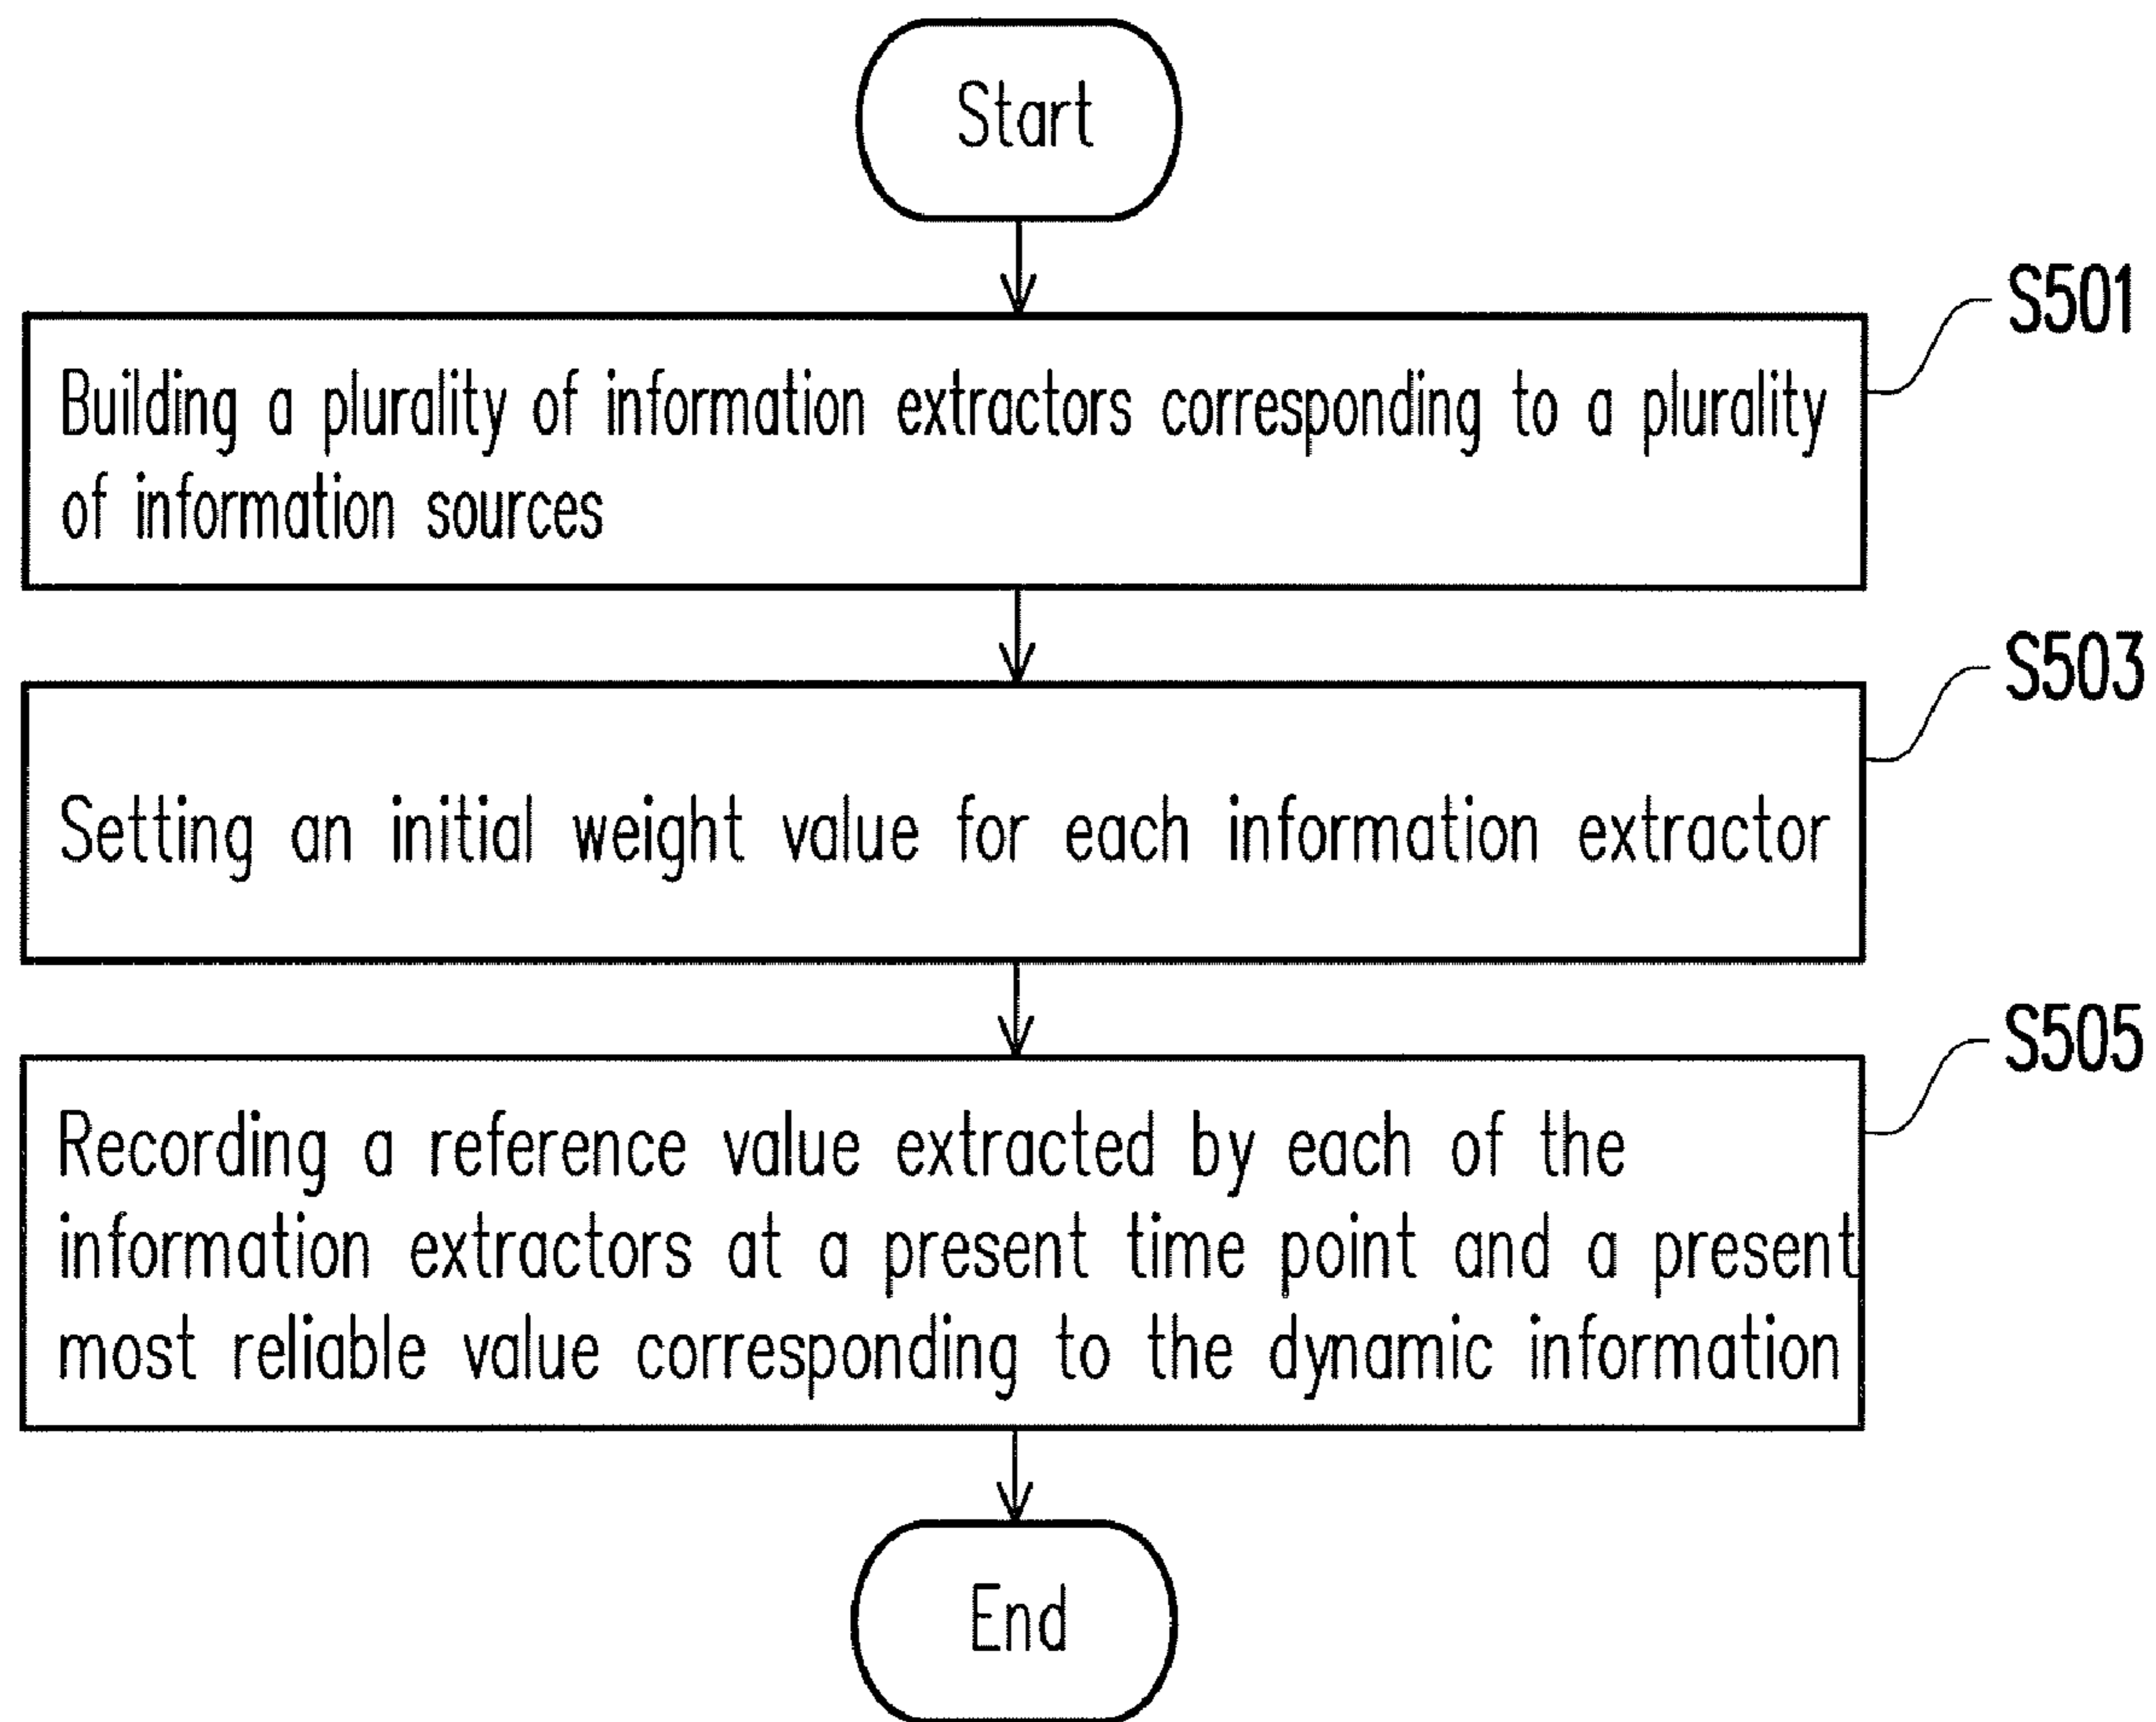 Start
S501
Building a plurality of information extractors corresponding to a plurality
of information sources
S503
Setting an initial weight value for each information extractor
S505
Recording a reference value extracted by each of the
information extractors at a present time point and a present
most reliable value corresponding to the dynamic information
End